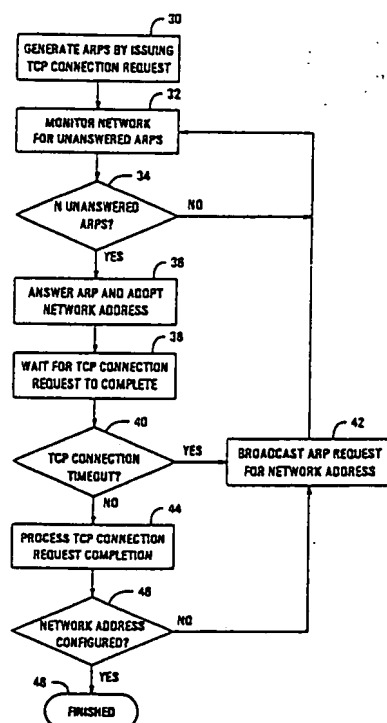 30
GENERATE ARPS BY ISSUING
TCP CONNECTION REQUEST
32
MONITOR NETWORK
FOR UNANSWERED ARPS
34
N UNANSWERED
ARPS?
NO
YES
36
ANSWER ARP AND ADOPT
NETWORK ADDRESS
38
WAIT FOR TCP CONNECTION
REQUEST TO COMPLETE
40
TCP CONNECTION
TIMEOUT?
YES
42
BROADCAST ARP REQUEST
FOR NETWORK ADDRESS
NO
44
PROCESS TCP CONNECTION
REQUEST COMPLETION
46
NETWORK ADDRESS
CONFIGURED?
NO
YES
48
FINISHED